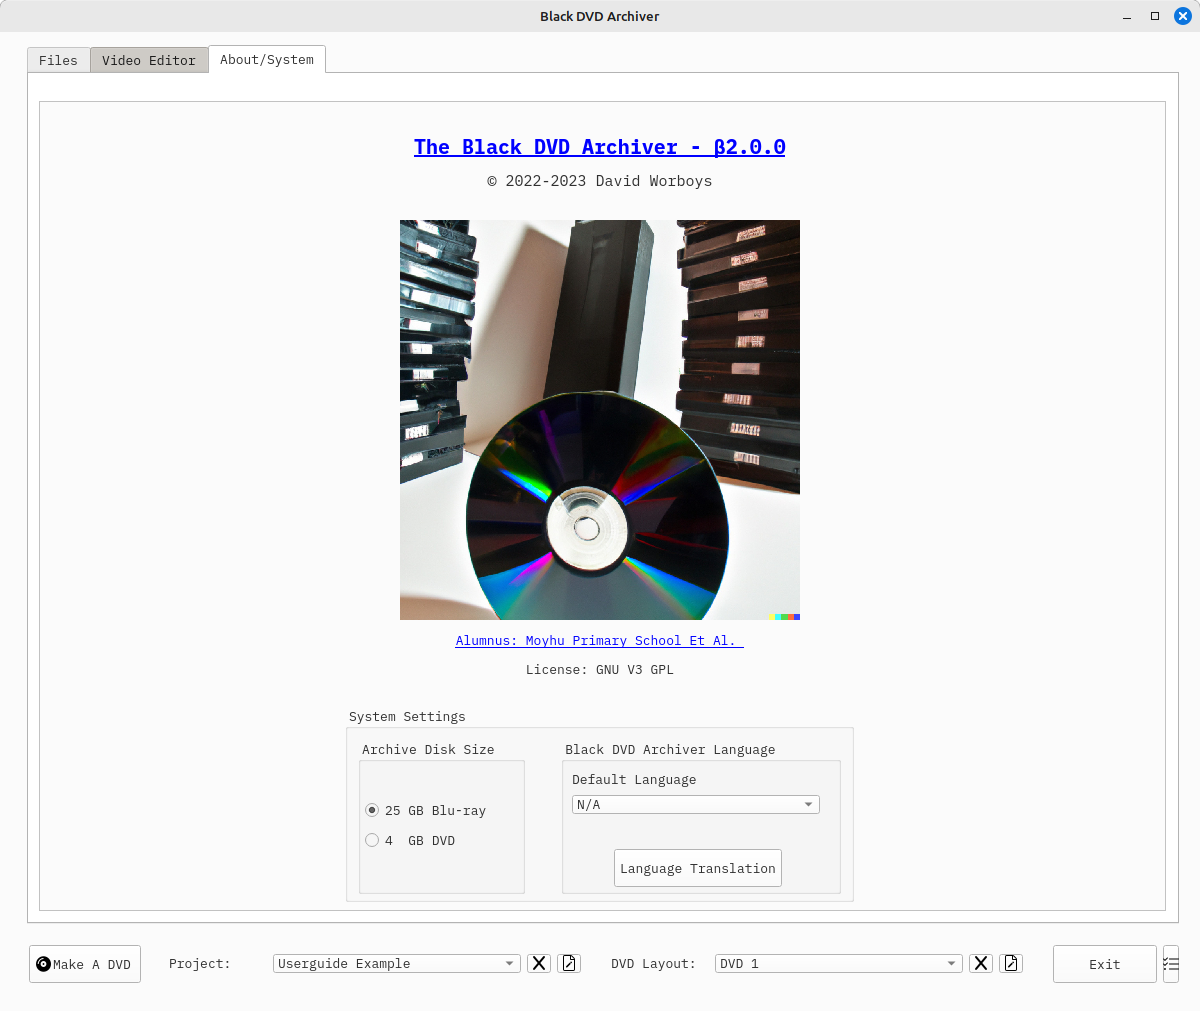 Black DVD Archiver
Files Video Editor About/System
The Black DVD Archiver - β2.0.0
© 2022-2023 David Worboys
Alumnus: Moyhu Primary School Et Al.
License: GNU V3 GPL
System Settings
Archive Disk Size
25 GB Blu-ray
4 GB DVD
Black DVD Archiver Language
Default Language
N/A
Language Translation
Make A DVD Project: Userguide Example DVD Layout: DVD 1 Exit